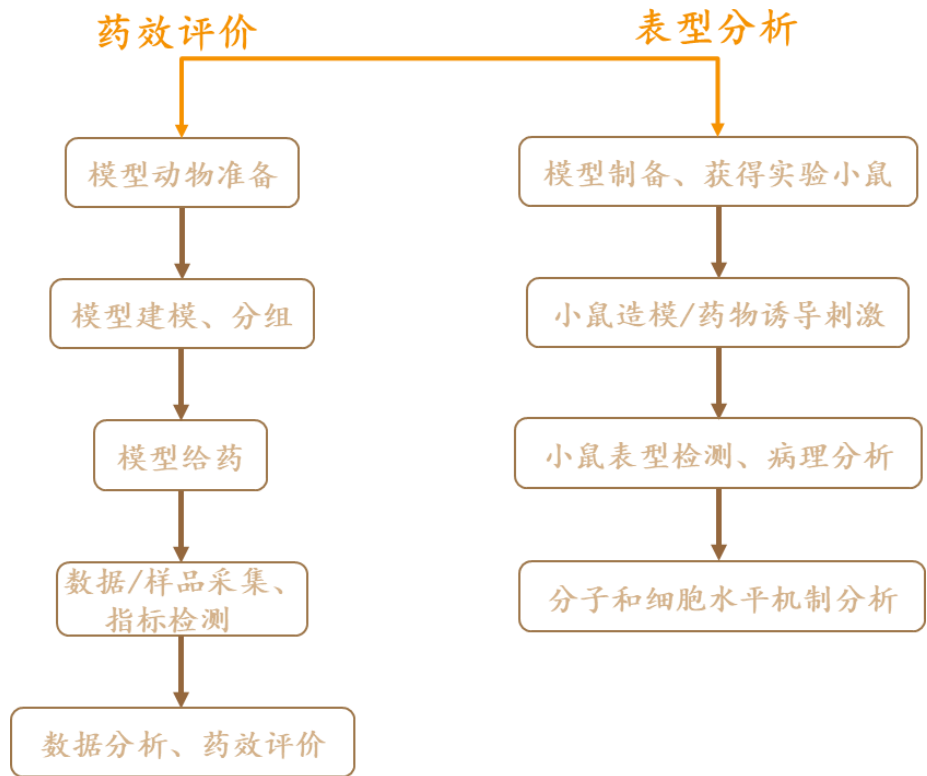 药效评价
表型分析
模型动物准备
模型建模、分组
模型给药
数据/样品采集、
指标检测
数据分析、药效评价
模型制备、获得实验小鼠
小鼠造模/药物诱导刺激
小鼠表型检测、病理分析
分子和细胞水平机制分析